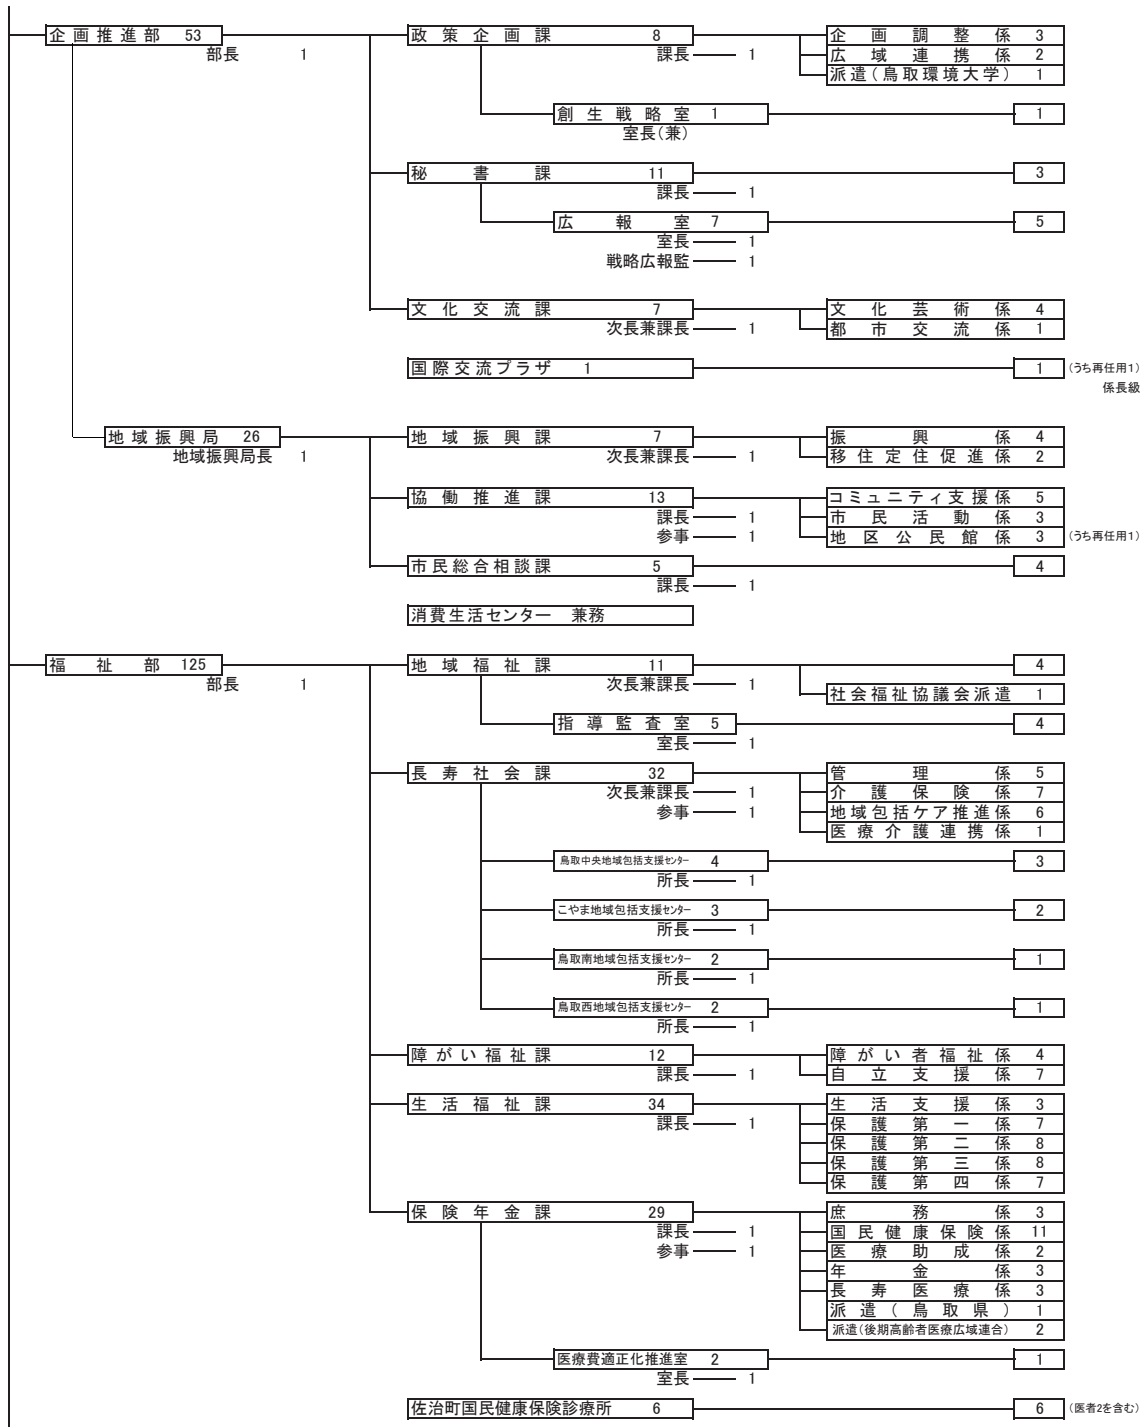 企画推進部 53 政策企画課 8 企画調整係 3
部長 1 課長 1 広域連携係 2
派遣(鳥取環境大学) 1
創生戦略室 1 1
室長(兼)
秘書課 11 3
課長 1
広報室 7 5
室長 1
戦略広報監 1
文化交流課 7 文化芸術係 4
次長兼課長 1 都市交流係 1
国際交流プラザ 1 1 (うち再任用1)
係長級
地域振興局 26 地域振興課 7 振興係 4
地域振興局長 1 次長兼課長 1 移住定住促進係 2
協働推進課 13 コミュニティ支援係 5
課長 1 市民活動係 3
参事 1 地区公民館係 3 (うち再任用1)
市民総合相談課 5 4
課長 1
消費生活センター 兼務
福祉部 125 地域福祉課 11 4
部長 1 次長兼課長 1 社会福祉協議会派遣 1
指導監査室 5 4
室長 1
長寿社会課 32 管理係 5
次長兼課長 1 介護保険係 7
参事 1 地域包括ケア推進係 6
医療介護連携係 1
鳥取中央地域包括支援センター 4 3
所長 1
こやま地域包括支援センター 3 2
所長 1
鳥取南地域包括支援センター 2 1
所長 1
鳥取西地域包括支援センター 2 1
所長 1
障がい福祉課 12 障がい者福祉係 4
課長 1 自立支援係 7
生活福祉課 34 生活支援係 3
課長 1 保護第一係 7
保護第二係 8
保護第三係 8
保護第四係 7
保険年金課 29 庶務係 3
課長 1 国民健康保険係 11
参事 1 医療助成係 2
年金係 3
長寿医療係 3
派遣(鳥取県) 1
派遣(後期高齢者医療広域連合) 2
医療費適正化推進室 2 1
室長 1
佐治町国民健康保険診療所 6 6 (医者2を含む)